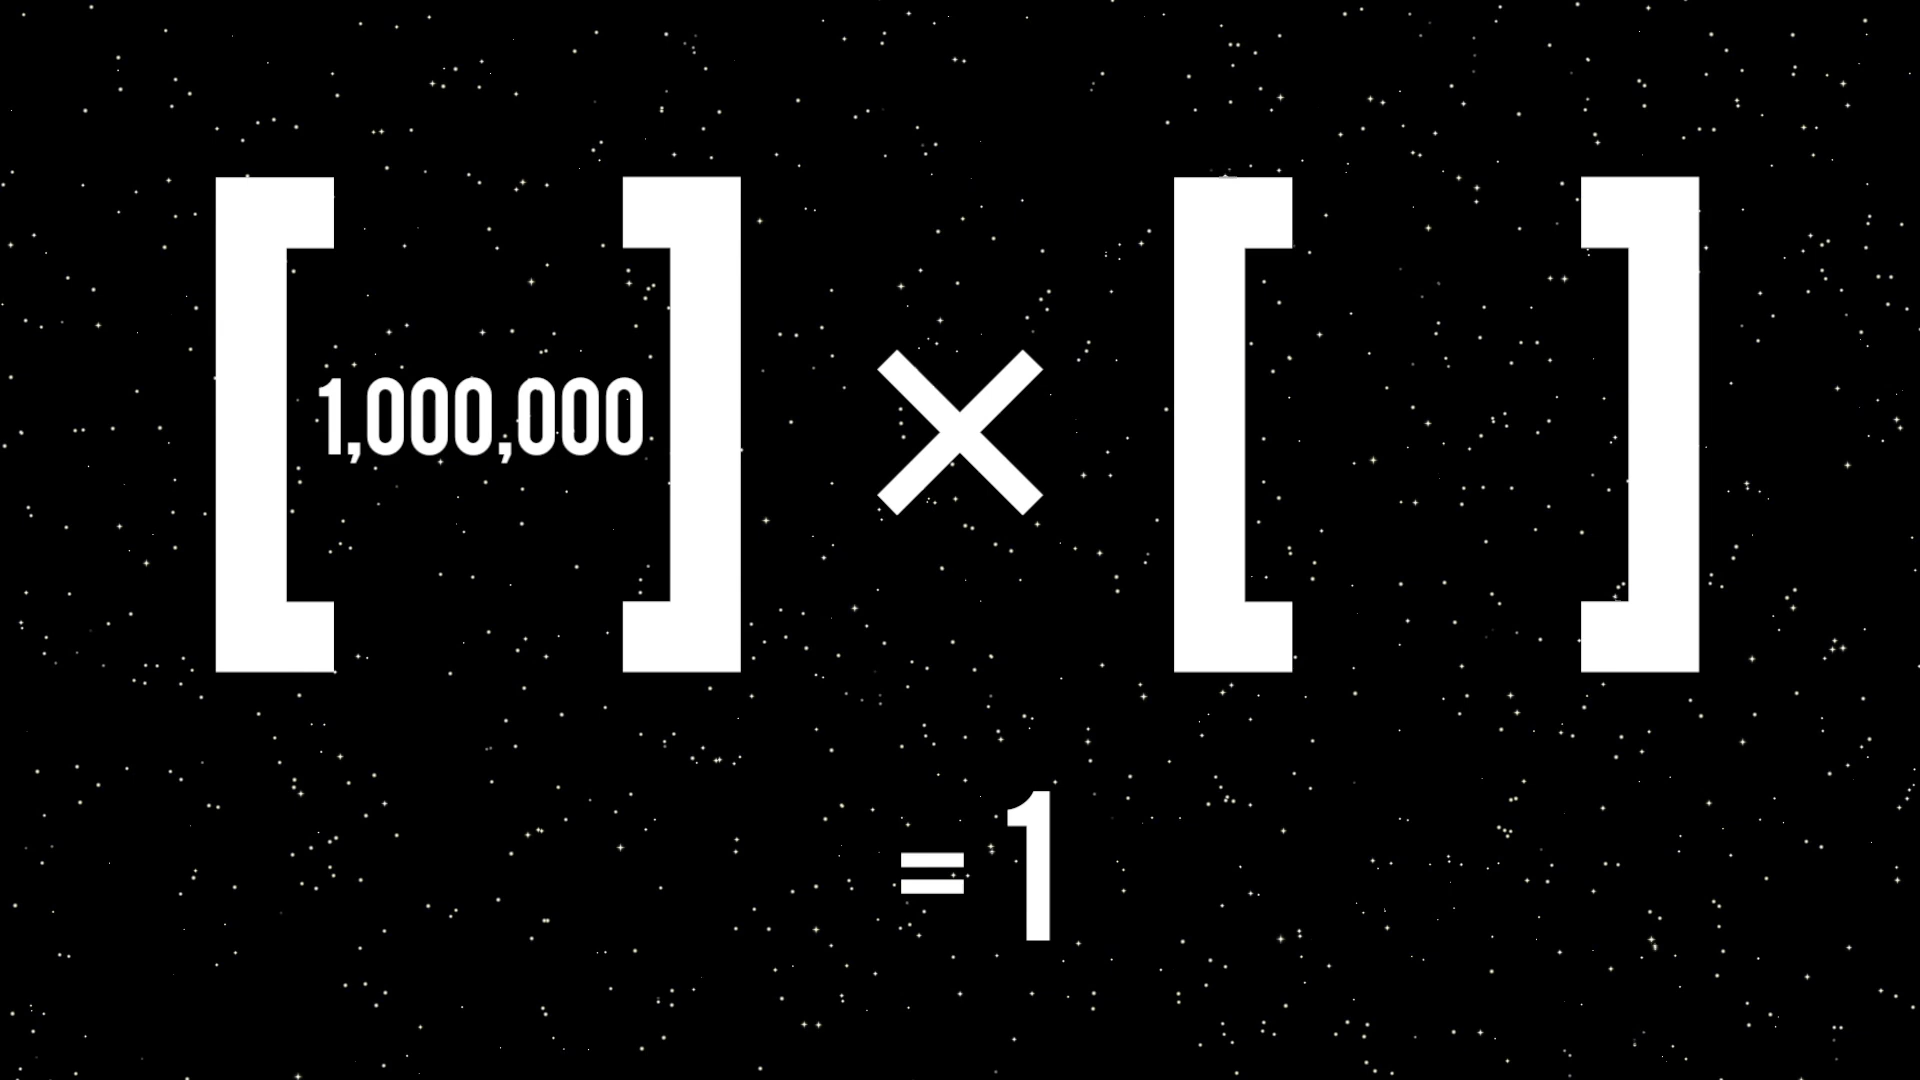 [1,000,000] × [ ]
= 1